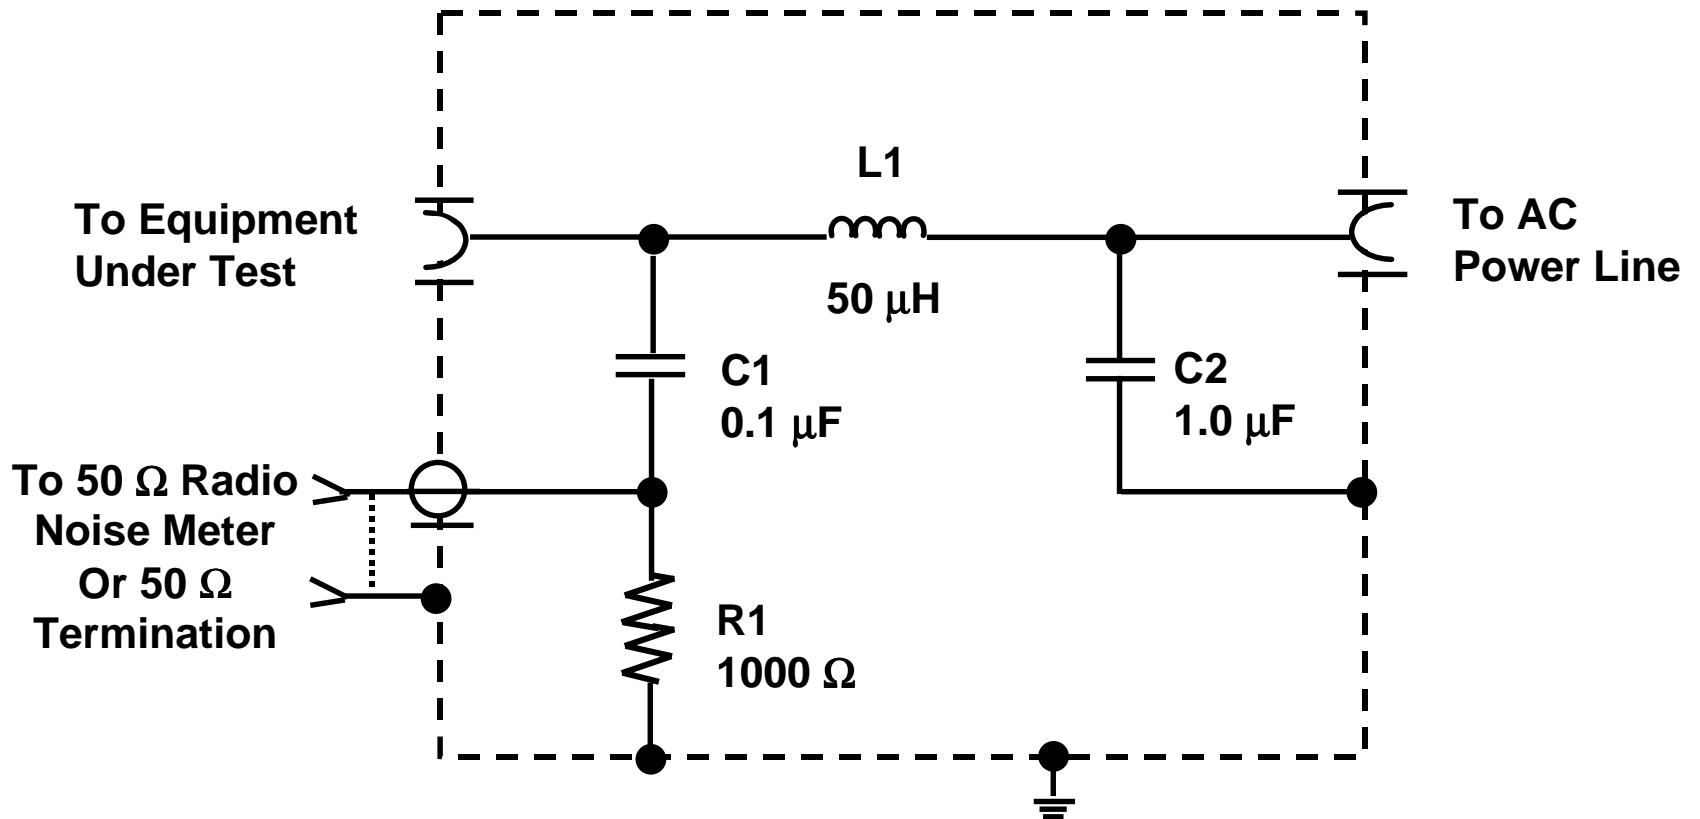 L1
To Equipment
Under Test
To AC
Power Line
50 μH
C1
0.1 μF
C2
1.0 μF
To 50 Ω Radio
Noise Meter
Or 50 Ω
Termination
R1
1000 Ω